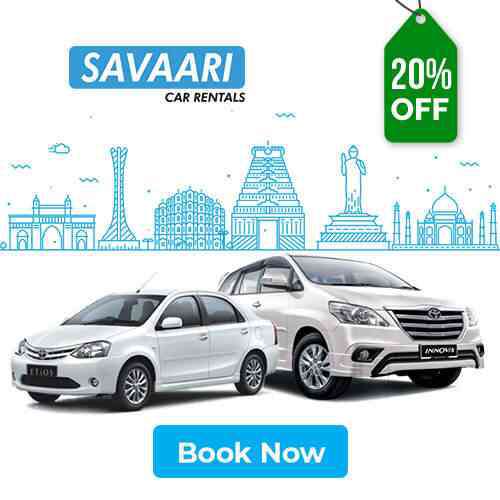 SAVAARI
CAR RENTALS
20%
OFF
ETIOS
INNOVA
Book Now